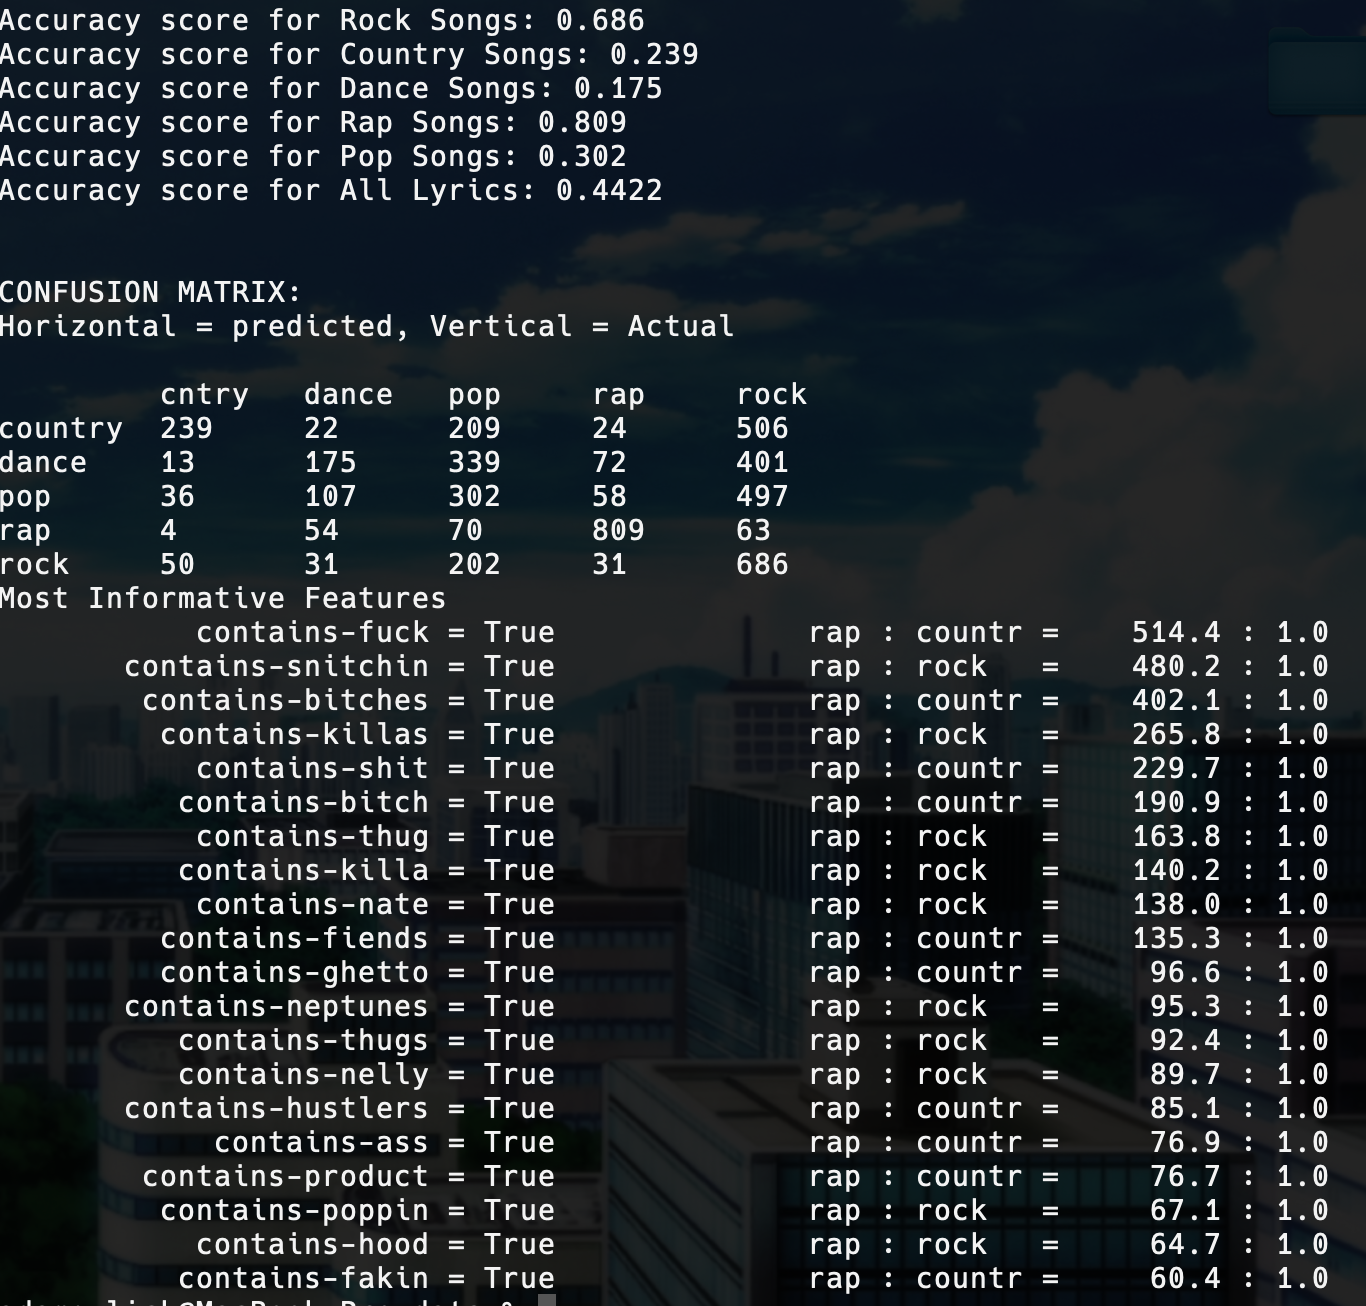 Accuracy score for Rock Songs: 0.686
Accuracy score for Country Songs: 0.239
Accuracy score for Dance Songs: 0.175
Accuracy score for Rap Songs: 0.809
Accuracy score for Pop Songs: 0.302
Accuracy score for All Lyrics: 0.4422
CONFUSION MATRIX:
Horizontal = predicted, Vertical = Actual
cntry dance pop rap rock
country 239 22 209 24 506
dance 13 175 339 72 401
pop 36 107 302 58 497
rap 4 54 70 809 63
rock 50 31 202 31 686
Most Informative Features
contains-fuck = True rap : countr = 514.4 : 1.0
contains-snitchin = True rap : rock = 480.2 : 1.0
contains-bitches = True rap : countr = 402.1 : 1.0
contains-killas = True rap : rock = 265.8 : 1.0
contains-shit = True rap : countr = 229.7 : 1.0
contains-bitch = True rap : countr = 190.9 : 1.0
contains-thug = True rap : rock = 163.8 : 1.0
contains-killa = True rap : rock = 140.2 : 1.0
contains-nate = True rap : rock = 138.0 : 1.0
contains-fiends = True rap : countr = 135.3 : 1.0
contains-ghetto = True rap : countr = 96.6 : 1.0
contains-neptunes = True rap : rock = 95.3 : 1.0
contains-thugs = True rap : rock = 92.4 : 1.0
contains-nelly = True rap : rock = 89.7 : 1.0
contains-hustlers = True rap : countr = 85.1 : 1.0
contains-ass = True rap : countr = 76.9 : 1.0
contains-product = True rap : countr = 76.7 : 1.0
contains-poppin = True rap : rock = 67.1 : 1.0
contains-hood = True rap : rock = 64.7 : 1.0
contains-fakin = True rap : countr = 60.4 : 1.0